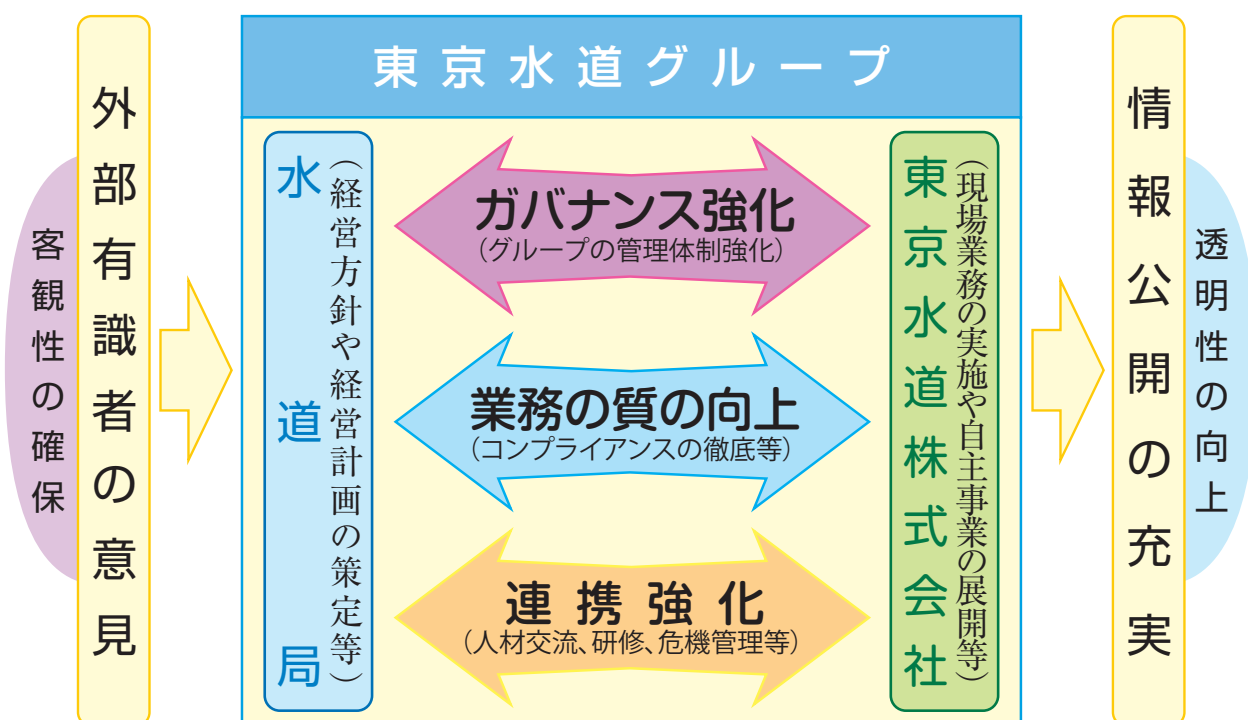 東京水道グループ
客観性の確保
外部有識者の意見
水道局
（経営方針や経営計画の策定等）
ガバナンス強化
（グループの管理体制強化）
業務の質の向上
（コンプライアンスの徹底等）
連携強化
（人材交流、研修、危機管理等）
東京水道株式会社
（現場業務の実施や自主事業の展開等）
情報公開の充実
透明性の向上